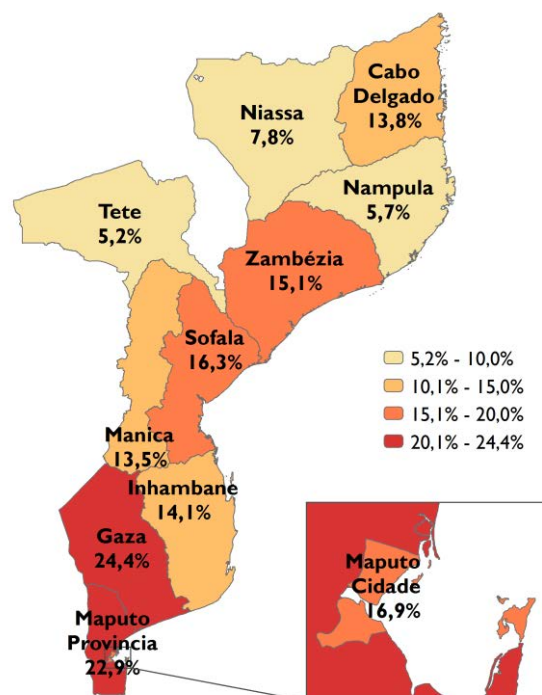 Cabo
Delgado
13,8%
Niassa
7,8%
Nampula
5,7%
Tete
5,2%
Zambézia
15,1%
Sofala
16,3%
Manica
13,5%
Inhambane
14,1%
Gaza
24,4%
Maputo
Provincia
22,9%
5,2% - 10,0%
10,1% - 15,0%
15,1% - 20,0%
20,1% - 24,4%
Maputo
Cidade
16,9%